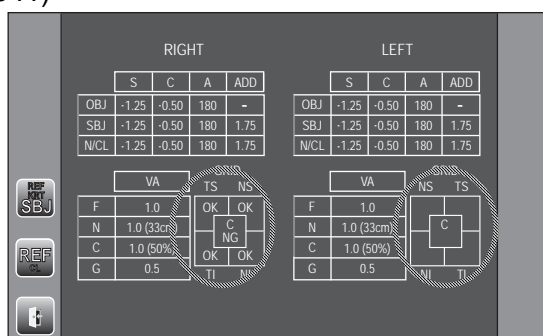 RIGHT LEFT
S C A ADD S C A ADD
OBJ -1.25 -0.50 180 – OBJ -1.25 -0.50 180 –
SBJ -1.25 -0.50 180 1.75 SBJ -1.25 -0.50 180 1.75
N/CL -1.25 -0.50 180 1.75 N/CL -1.25 -0.50 180 1.75
VA TS NS VA NS TS
F 1.0 OK OK F 1.0
N 1.0 (33cm) C N 1.0 (33cm) C
NG
C 1.0 (50%) OK OK C 1.0 (50%)
G 0.5 TI NI G 0.5 NI TI
REF
KRT
SBJ
REF
CL